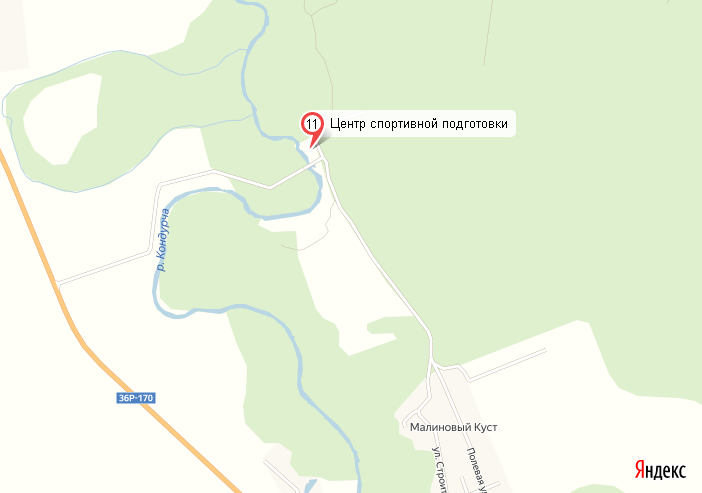 11 Центр спортивной подготовки
р. Кондурча
36Р-170
Малиновый Куст
ул. Строит
Полевая ул
Яндекс